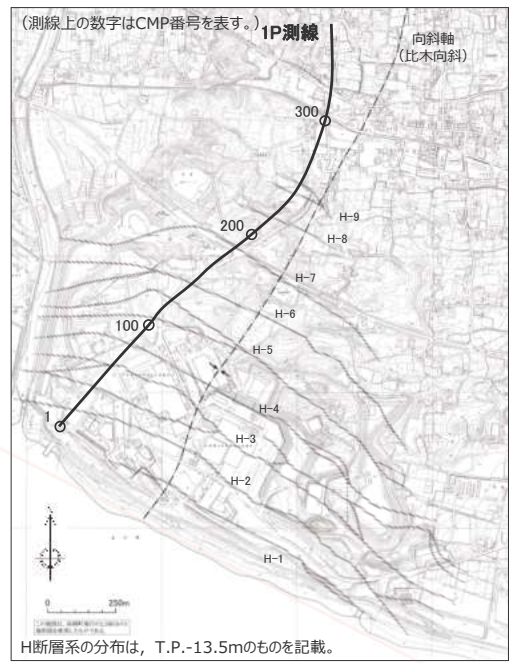 (測線上の数字はCMP番号を表す。)
1P測線
向斜軸
(比木向斜)
300
H-9
200
H-8
H-7
H-6
100
H-5
H-4
1
H-3
H-2
H-1
0 250m
H断層系の分布は，T.P.-13.5mのものを記載。